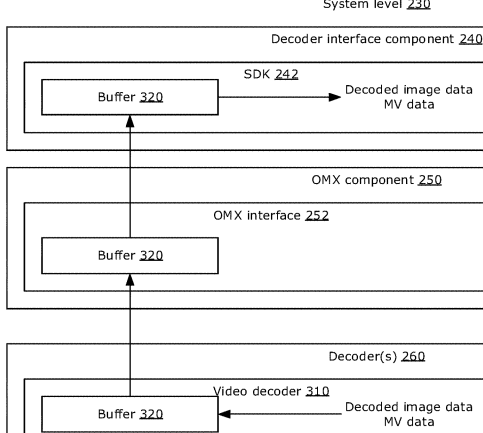 System level 230
Decoder interface component 240
SDK 242
Buffer 320
Decoded image data
MV data
OMX component 250
OMX interface 252
Buffer 320
Decoder(s) 260
Video decoder 310
Buffer 320
Decoded image data
MV data